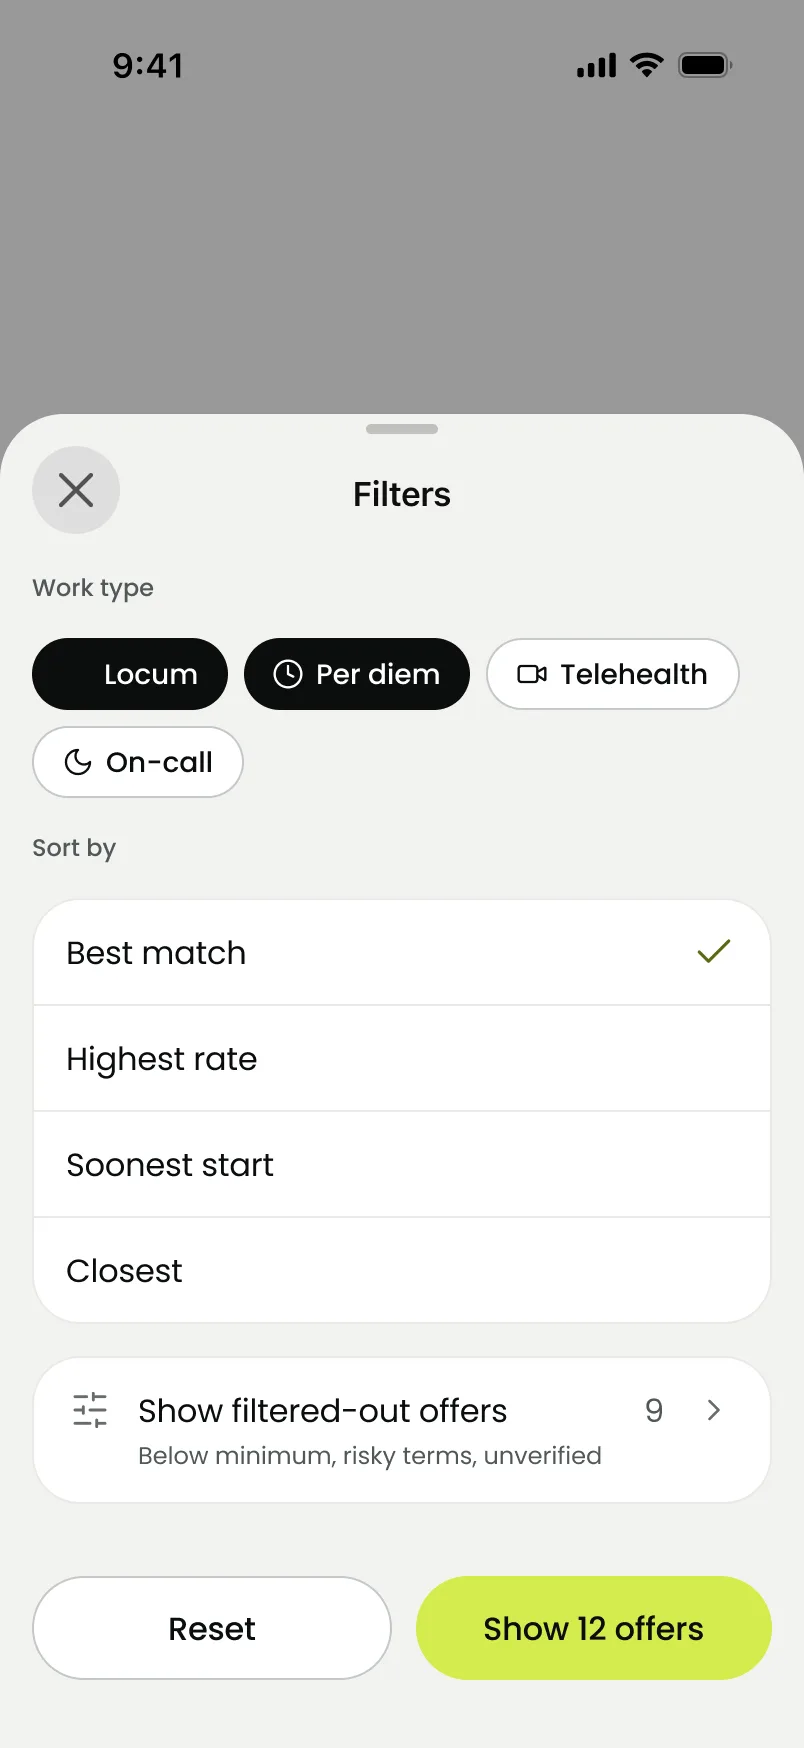 9:41
Filters
Work type
Locum
Per diem
Telehealth
On-call
Sort by
Best match
Highest rate
Soonest start
Closest
Show filtered-out offers 9
Below minimum, risky terms, unverified
Reset
Show 12 offers